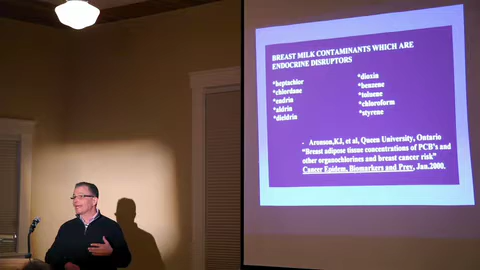 BREAST MILK CONTAMINANTS WHICH ARE
ENDOCRINE DISRUPTORS
*heptachlor
*chlordane
*endrin
*aldrin
*dieldrin
*dioxin
*benzene
*toluene
*chloroform
*styrene
- Aronson,KJ, et al, Queen University, Ontario
"Breast adipose tissue concentrations of PCB's and
other organochlorines and breast cancer risk"
Cancer Epidem, Biomarkers and Prev, Jan.2000.